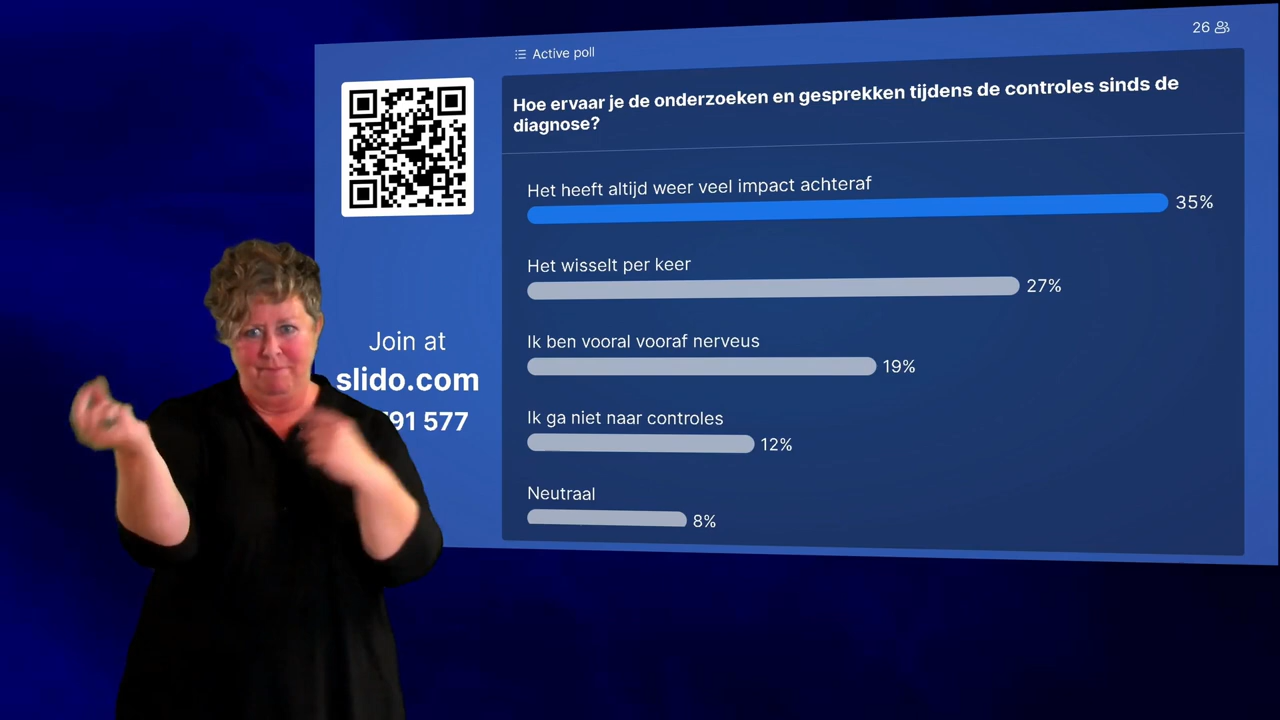 Active poll
26
Hoe ervaar je de onderzoeken en gesprekken tijdens de controles sinds de
diagnose?
Het heeft altijd weer veel impact achteraf
35%
Het wisselt per keer
27%
Ik ben vooral vooraf nerveus
19%
Ik ga niet naar controles
12%
Neutraal
8%
Join at
slido.com
91 577